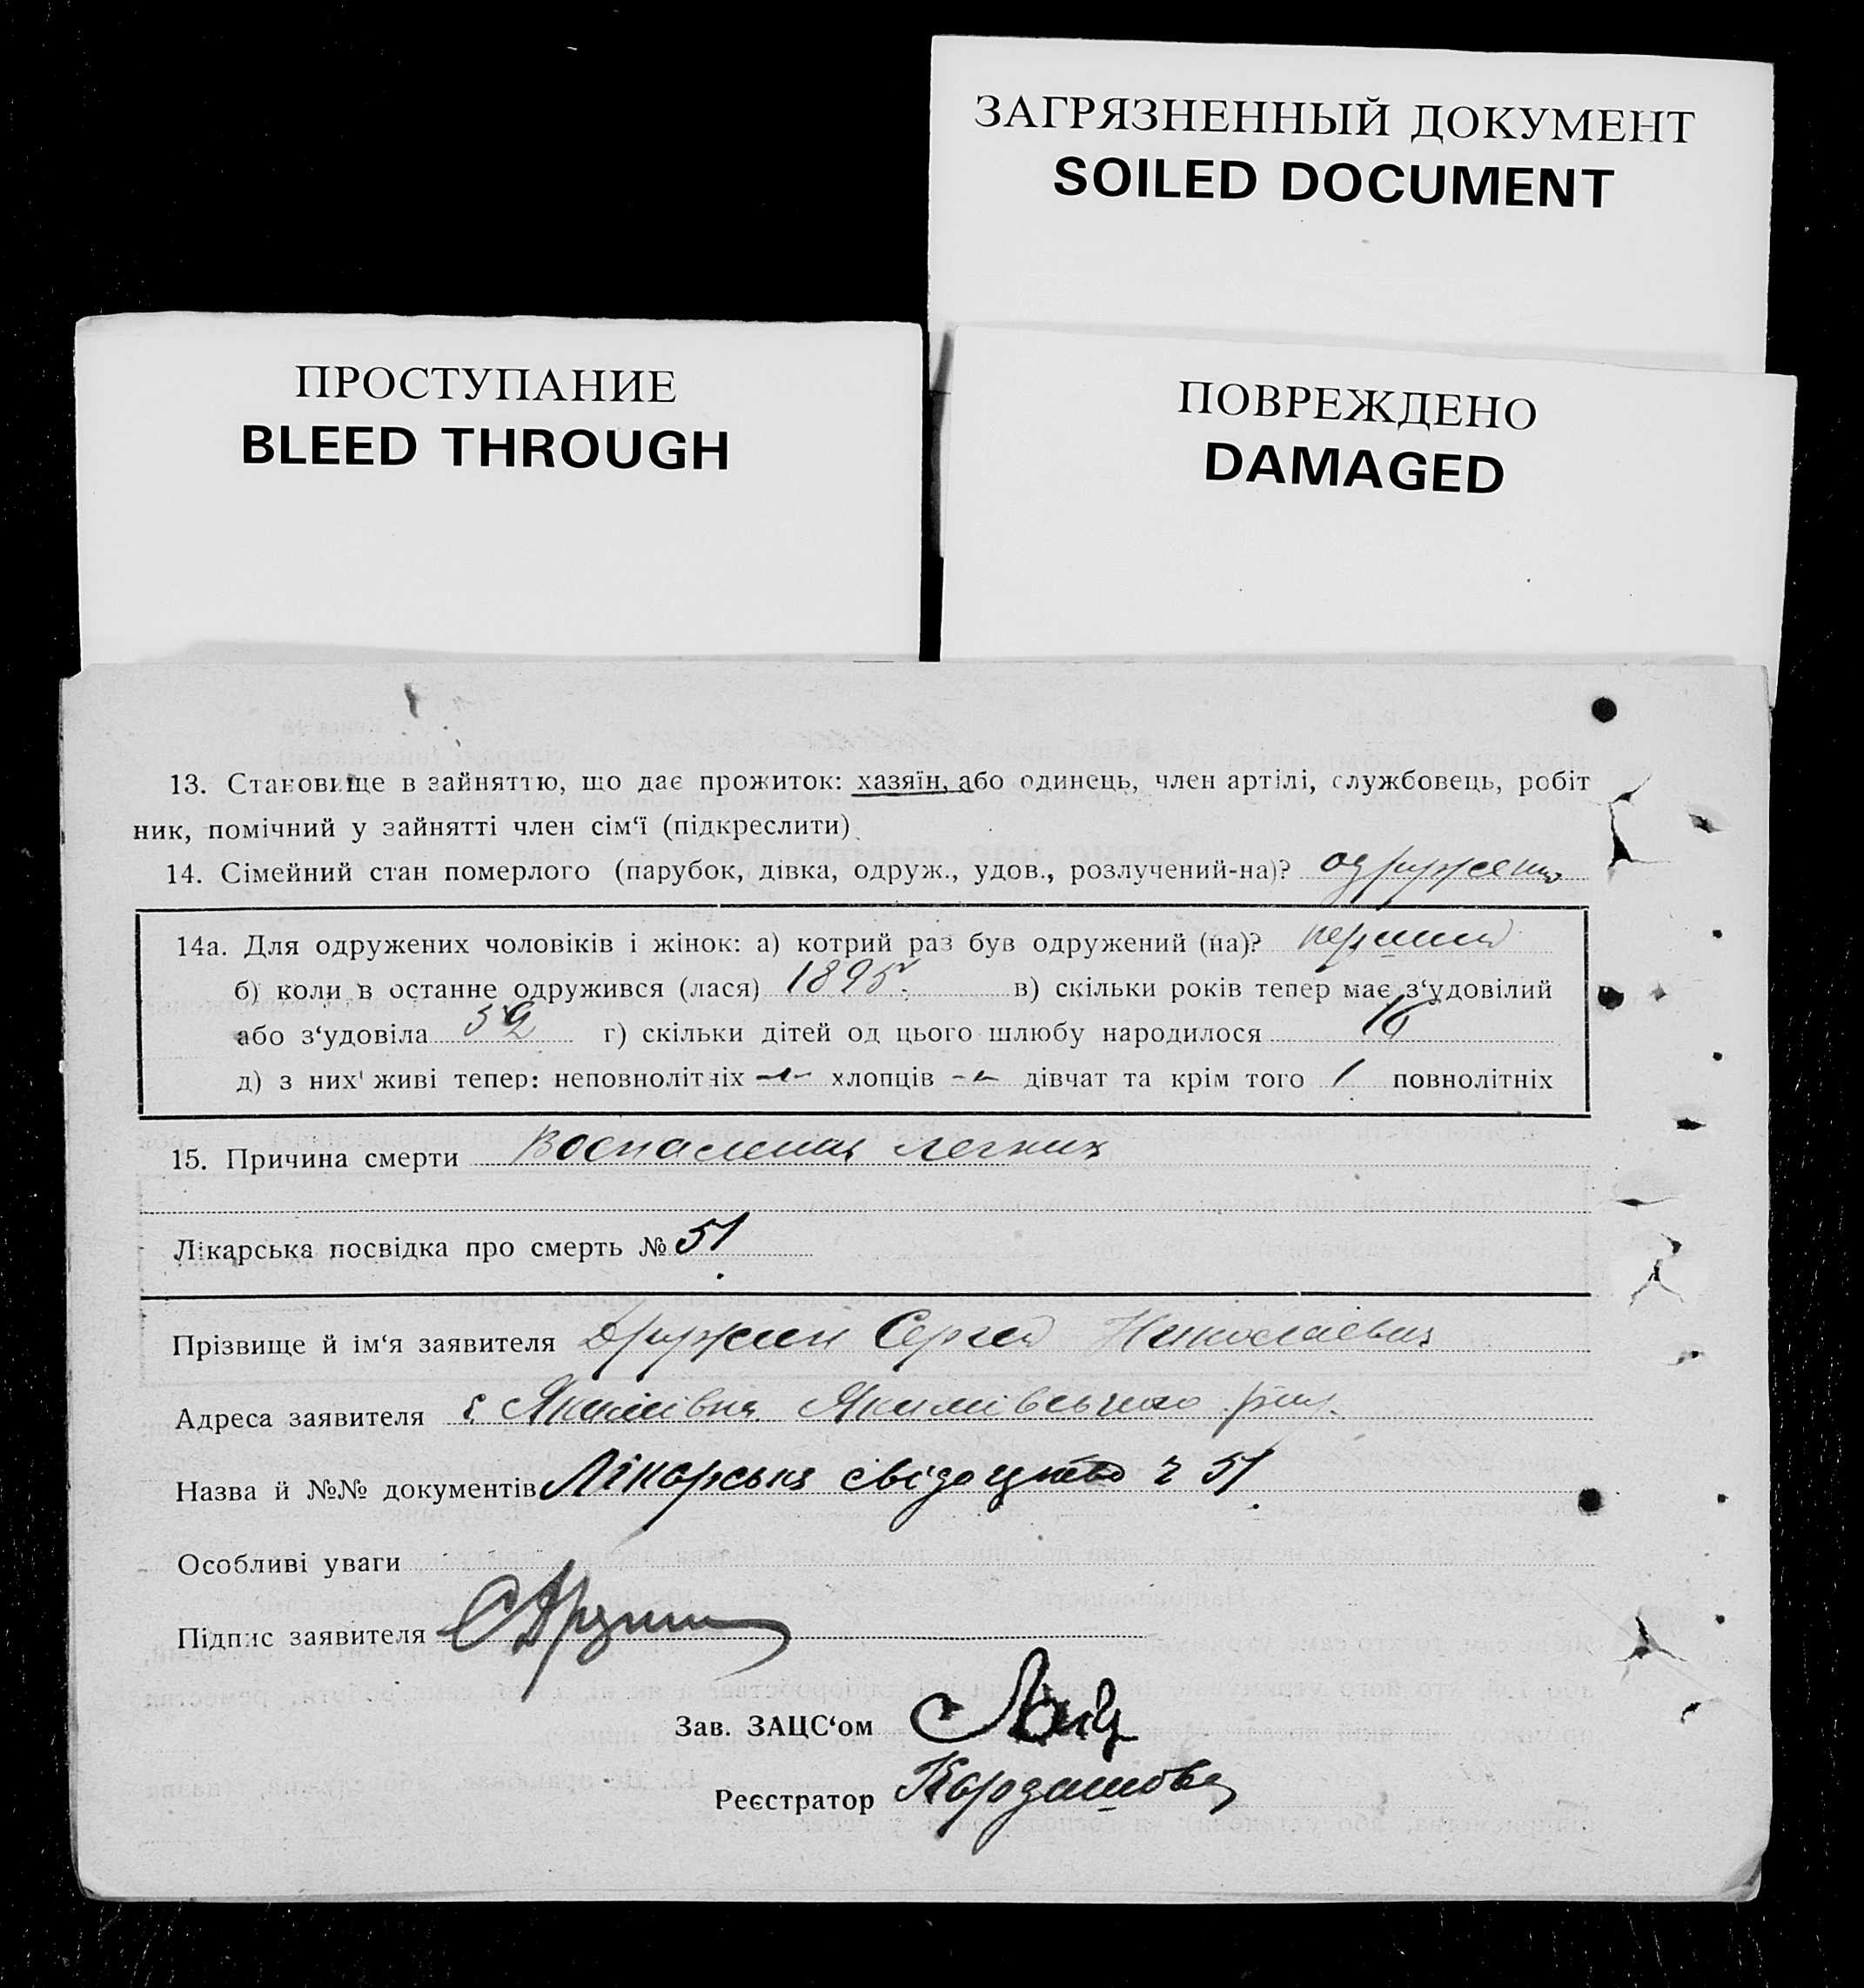 ЗАГРЯЗНЕННЫЙ ДОКУМЕНТ
SOILED DOCUMENT
ПРОСТУПАНИЕ
BLEED THROUGH
ПОВРЕЖДЕНО
DAMAGED
13. Становище в зайняттю, що дає прожиток: хазяїн, або одинець, член артілі, службовець, робіт
ник, помічний у зайнятті член сім‘ї (підкреслити)
14. Сімейний стан померлого (парубок, дівка, одруж., удов., розлучений-на)?
14а. Для одружених чоловіків і жінок: а) котрий раз був одружений (на)? перший
б) коли в останне одружився (лася) 1895 в) скільки років тепер має з‘удовілий
або з‘удовіла 52 г) скільки дітей од цього шлюбу народилося 16
д) з них живі тепер: неповнолітніх — хлопців — дівчат та крім того 1 повнолітніх
15. Причина смерти Воспаления легких
Лікарська посвідка про смерть № 51
Прізвище й ім‘я заявителя Дружин Сергей Николаевич
Адреса заявителя с Якимівка Якимівського рну.
Назва й №№ документів Лікарська свідоцтво ч 51
Особливі уваги
Підпис заявителя
Зав. ЗАЦС‘ом
Реєстратор Кардашова